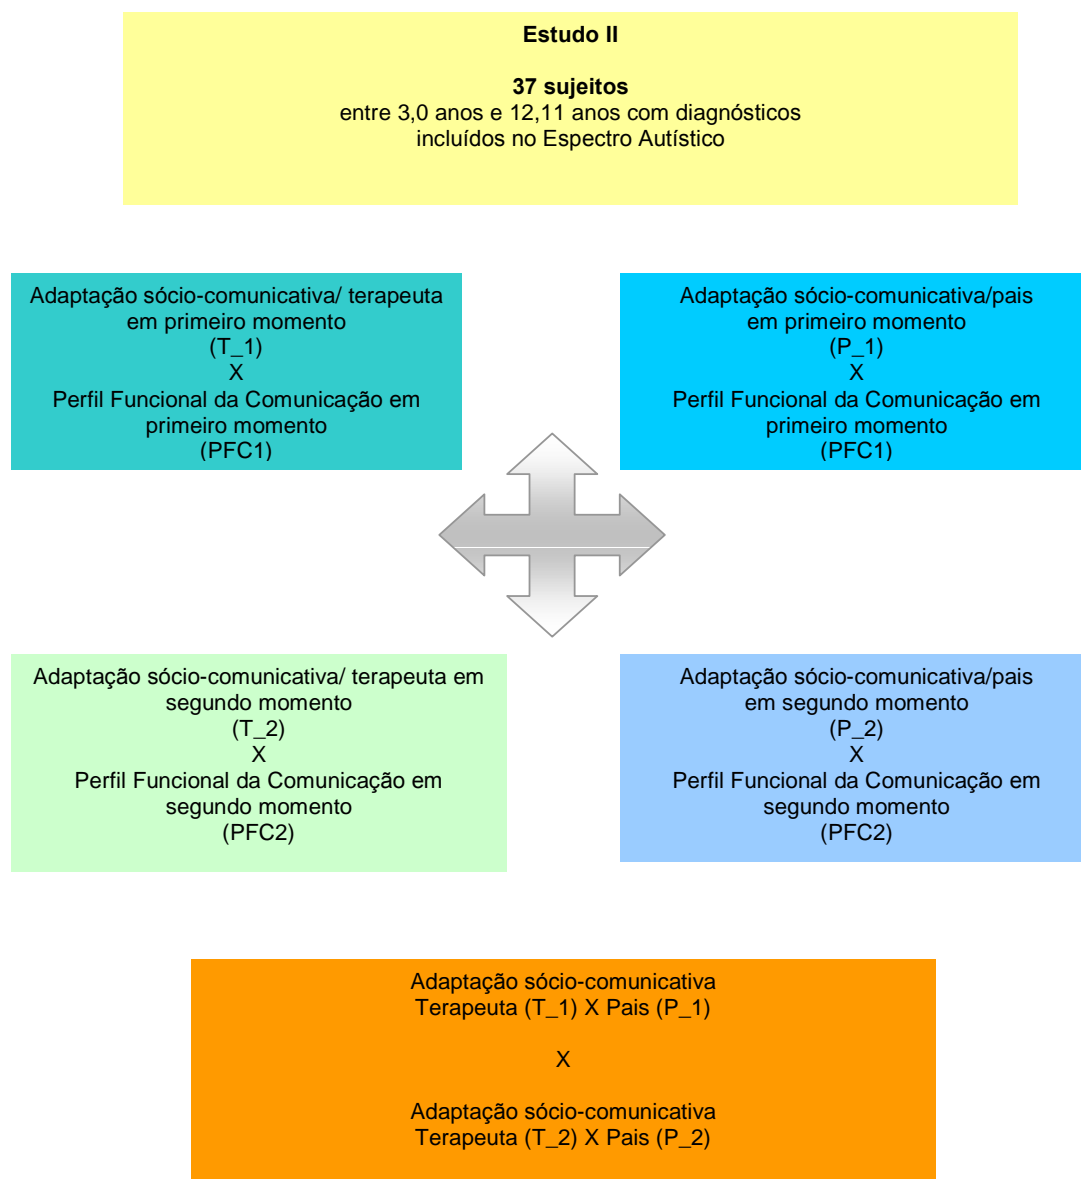 Estudo II
37 sujeitos
entre 3,0 anos e 12,11 anos com diagnósticos
incluídos no Espectro Autístico
Adaptação sócio-comunicativa/ terapeuta
em primeiro momento
(T_1)
X
Perfil Funcional da Comunicação em
primeiro momento
(PFC1)
Adaptação sócio-comunicativa/pais
em primeiro momento
(P_1)
X
Perfil Funcional da Comunicação em
primeiro momento
(PFC1)
Adaptação sócio-comunicativa/ terapeuta em
segundo momento
(T_2)
X
Perfil Funcional da Comunicação em
segundo momento
(PFC2)
Adaptação sócio-comunicativa/pais
em segundo momento
(P_2)
X
Perfil Funcional da Comunicação em
segundo momento
(PFC2)
Adaptação sócio-comunicativa
Terapeuta (T_1) X Pais (P_1)
X
Adaptação sócio-comunicativa
Terapeuta (T_2) X Pais (P_2)